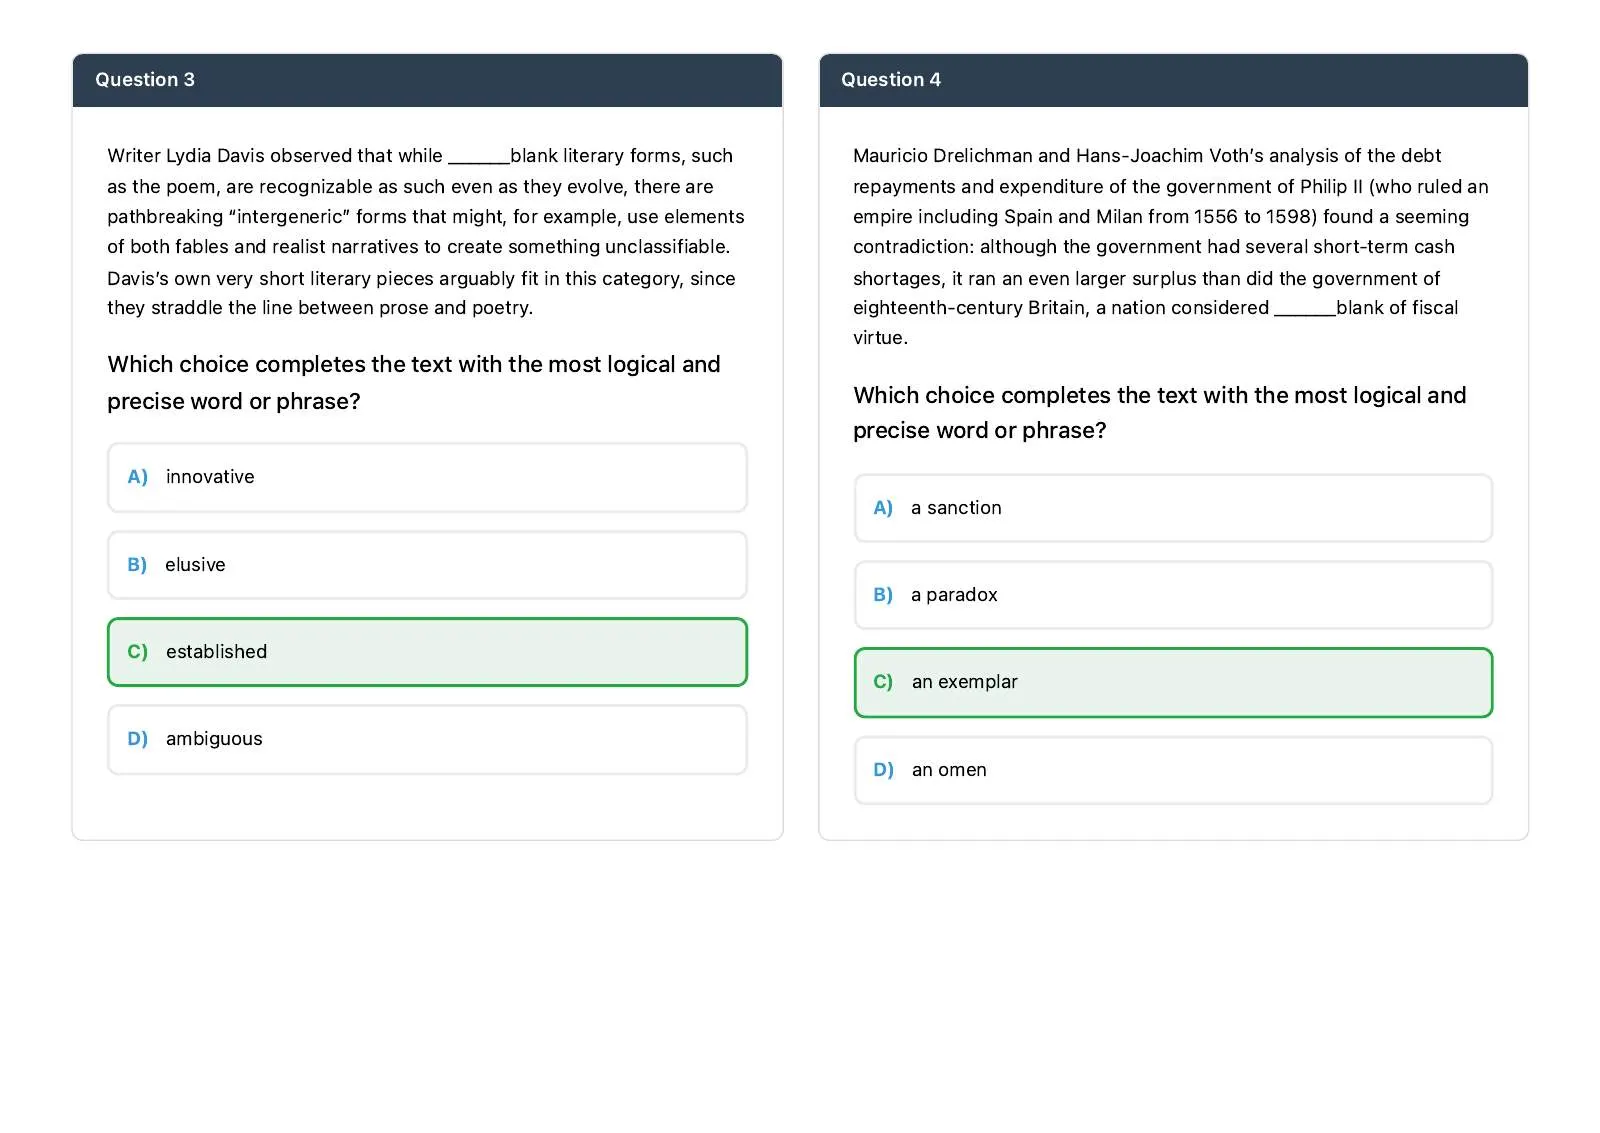 Question 3
Writer Lydia Davis observed that while ______blank literary forms, such
as the poem, are recognizable as such even as they evolve, there are
pathbreaking “intergeneric” forms that might, for example, use elements
of both fables and realist narratives to create something unclassifiable.
Davis’s own very short literary pieces arguably fit in this category, since
they straddle the line between prose and poetry.
Which choice completes the text with the most logical and
precise word or phrase?
A) innovative
B) elusive
C) established
D) ambiguous
Question 4
Mauricio Drelichman and Hans-Joachim Voth’s analysis of the debt
repayments and expenditure of the government of Philip II (who ruled an
empire including Spain and Milan from 1556 to 1598) found a seeming
contradiction: although the government had several short-term cash
shortages, it ran an even larger surplus than did the government of
eighteenth-century Britain, a nation considered ______blank of fiscal
virtue.
Which choice completes the text with the most logical and
precise word or phrase?
A) a sanction
B) a paradox
C) an exemplar
D) an omen